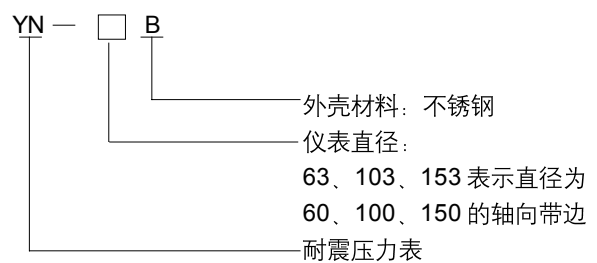 YN — □ B
外壳材料：不锈钢
仪表直径：
63、103、153 表示直径为
60、100、150 的轴向带边
耐震压力表